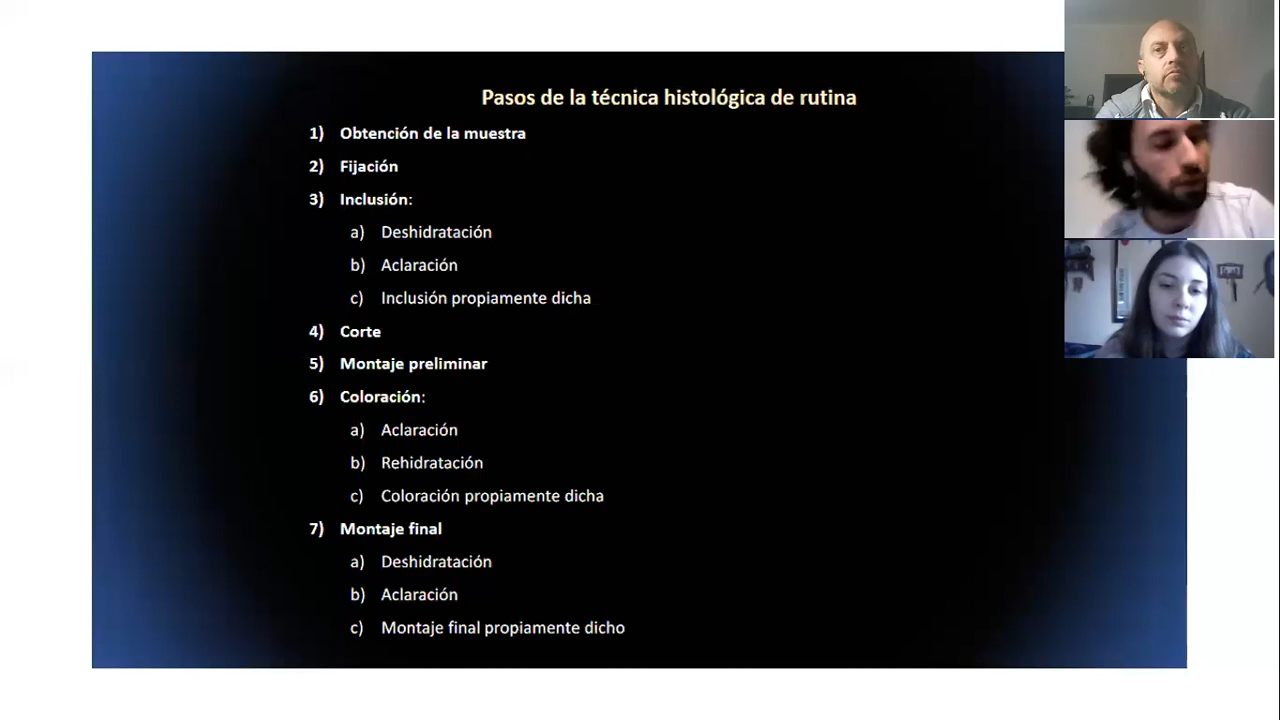 Pasos de la técnica histológica de rutina
1) Obtención de la muestra
2) Fijación
3) Inclusión:
a) Deshidratación
b) Aclaración
c) Inclusión propiamente dicha
4) Corte
5) Montaje preliminar
6) Coloración:
a) Aclaración
b) Rehidratación
c) Coloración propiamente dicha
7) Montaje final
a) Deshidratación
b) Aclaración
c) Montaje final propiamente dicho